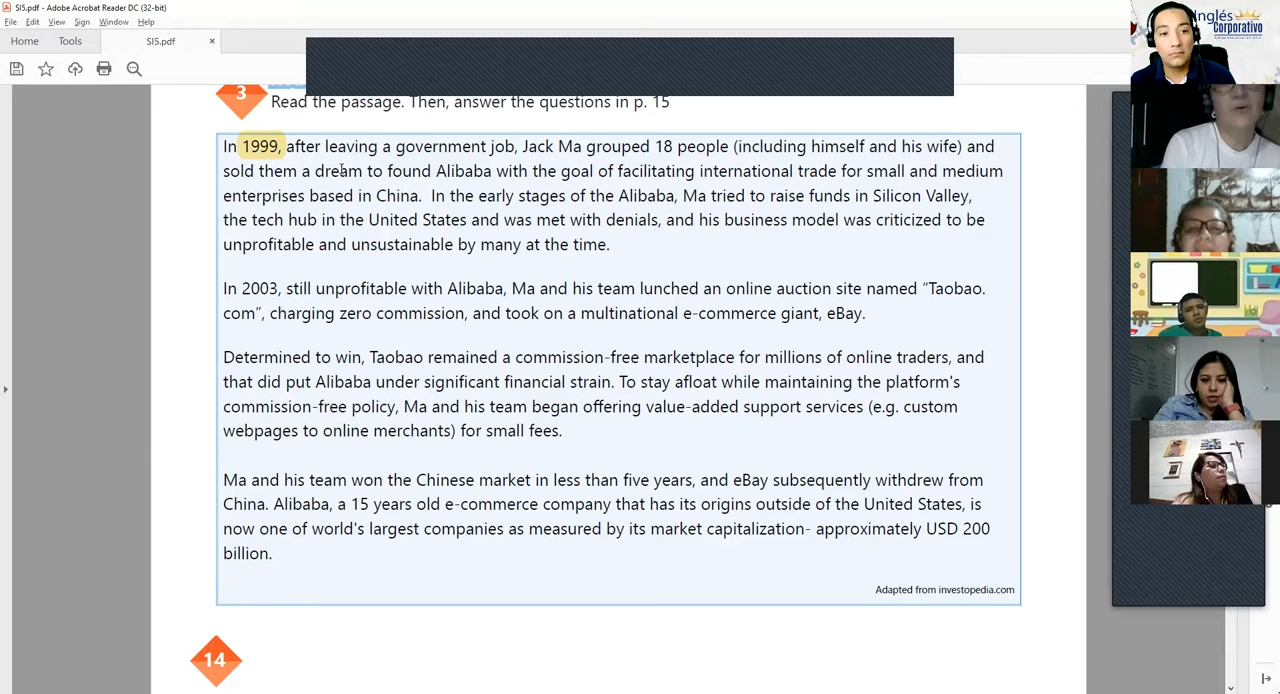 SI5.pdf - Adobe Acrobat Reader DC (32-bit)
File Edit View Sign Window Help
Home Tools SI5.pdf ×
3
Read the passage. Then, answer the questions in p. 15
In 1999, after leaving a government job, Jack Ma grouped 18 people (including himself and his wife) and
sold them a dream to found Alibaba with the goal of facilitating international trade for small and medium
enterprises based in China. In the early stages of the Alibaba, Ma tried to raise funds in Silicon Valley,
the tech hub in the United States and was met with denials, and his business model was criticized to be
unprofitable and unsustainable by many at the time.
In 2003, still unprofitable with Alibaba, Ma and his team lunched an online auction site named “Taobao.
com”, charging zero commission, and took on a multinational e-commerce giant, eBay.
Determined to win, Taobao remained a commission-free marketplace for millions of online traders, and
that did put Alibaba under significant financial strain. To stay afloat while maintaining the platform's
commission-free policy, Ma and his team began offering value-added support services (e.g. custom
webpages to online merchants) for small fees.
Ma and his team won the Chinese market in less than five years, and eBay subsequently withdrew from
China. Alibaba, a 15 years old e-commerce company that has its origins outside of the United States, is
now one of world's largest companies as measured by its market capitalization- approximately USD 200
billion.
Adapted from investopedia.com
14
Inglés
Corporativo